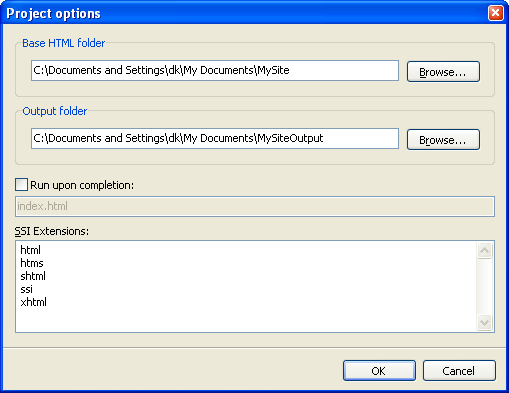 Project options
Base HTML folder
C:\Documents and Settings\dk\My Documents\MySite
Browse...
Output folder
C:\Documents and Settings\dk\My Documents\MySiteOutput
Browse...
Run upon completion:
index.html
SSI Extensions:
html
htms
shtml
ssi
xhtml
OK
Cancel